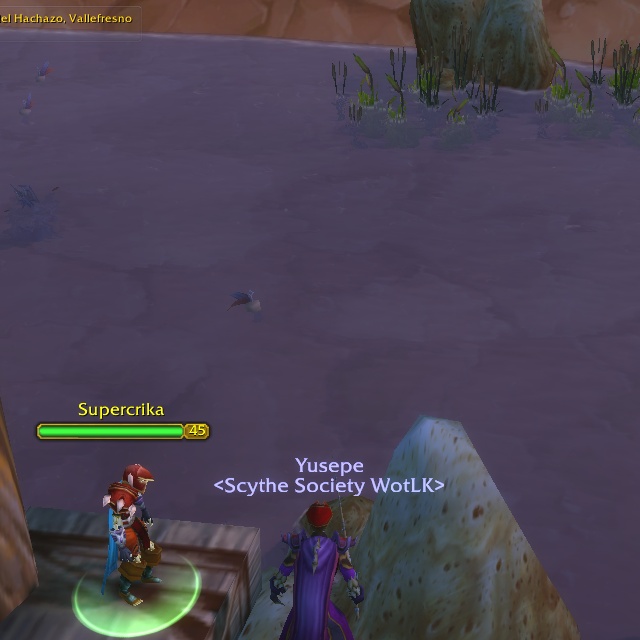 el Hachazo, Vallefresno
Supercrika
45
Yusepe
<Scythe Society WotLK>